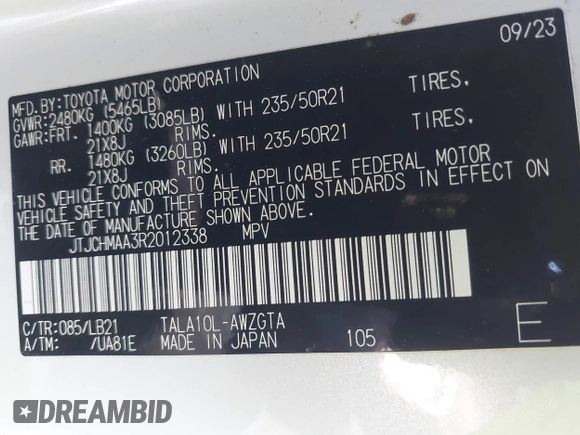 09/23
MFD.BY:TOYOTA MOTOR CORPORATION
GVWR:2480KG (5465LB)
GAWR:FRT. 1400KG (3085LB) WITH 235/50R21 TIRES,
21X8J RIMS,
RR. 1480KG (3260LB) WITH 235/50R21 TIRES,
21X8J RIMS.
THIS VEHICLE CONFORMS TO ALL APPLICABLE FEDERAL MOTOR
VEHICLE SAFETY AND THEFT PREVENTION STANDARDS IN EFFECT ON
THE DATE OF MANUFACTURE SHOWN ABOVE.
JTJCHMAA3R2012338 MPV
C/TR:085/LB21 TALA10L-AWZGTA
A/TM: /UA81E MADE IN JAPAN 105 E
DREAMBID